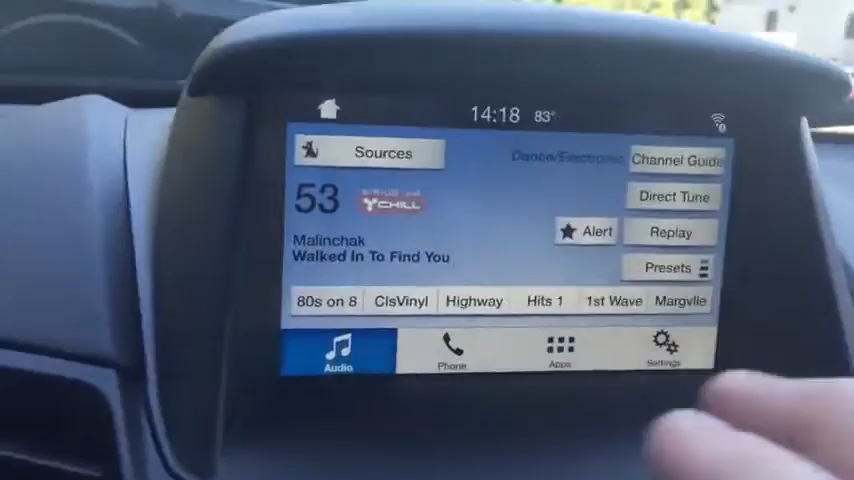 14:18 83°
Sources
Dance/Electronic
Channel Guide
53
CHILL
Direct Tune
Alert
Replay
Malinchak
Walked In To Find You
Presets
80s on 8
ClsVinyl
Highway
Hits 1
1st Wave
Margvlle
Audio
Phone
Apps
Settings